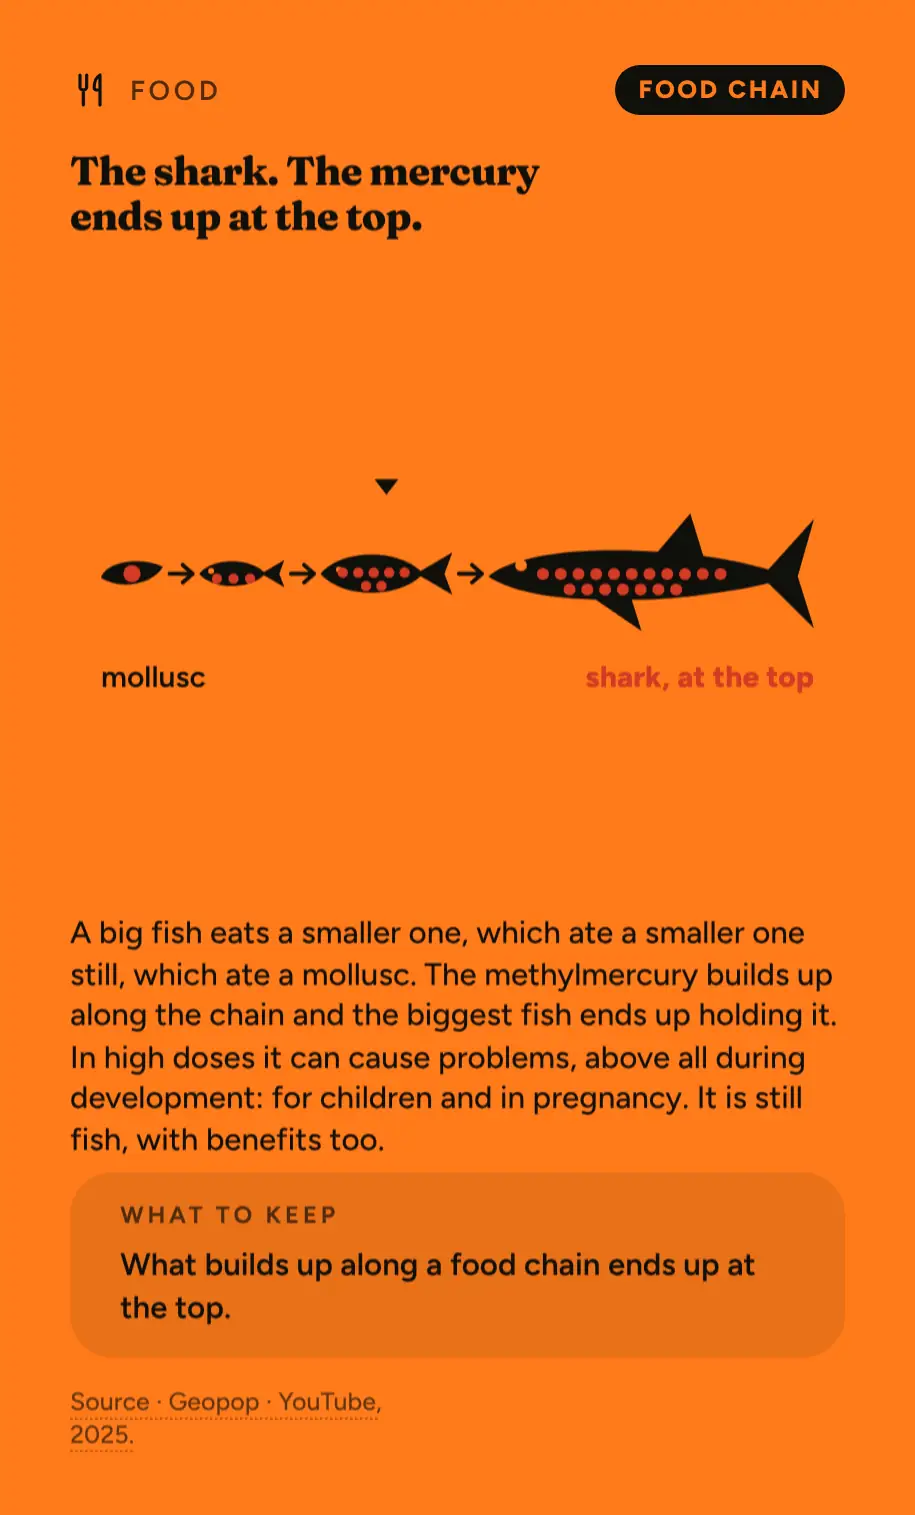 FOOD
FOOD CHAIN
The shark. The mercury
ends up at the top.
mollusc
shark, at the top
A big fish eats a smaller one, which ate a smaller one
still, which ate a mollusc. The methylmercury builds up
along the chain and the biggest fish ends up holding it.
In high doses it can cause problems, above all during
development: for children and in pregnancy. It is still
fish, with benefits too.
WHAT TO KEEP
What builds up along a food chain ends up at
the top.
Source · Geopop · YouTube,
2025.